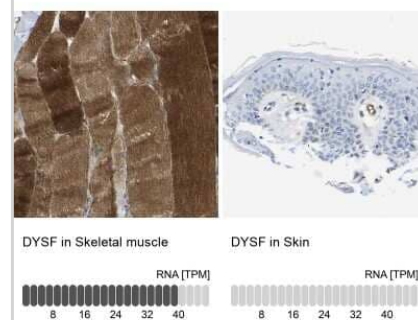 DYSF in Skeletal muscle
RNA [TPM]
8 16 24 32 40
DYSF in Skin
RNA [TPM]
8 16 24 32 40